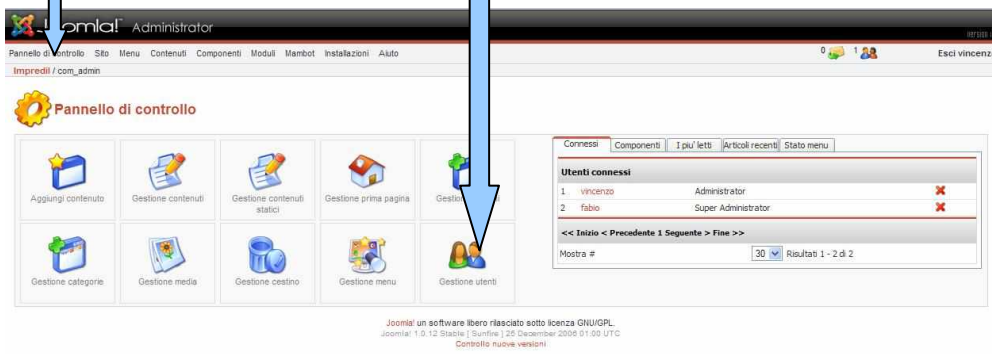 Joomla! Administrator
Pannello di controllo Sito Menu Contenuti Componenti Moduli Mambot Installazioni Aiuto 0 1 Esci vincenz
Impredil / com_admin
Pannello di controllo
Aggiungi contenuto
Gestione contenuti
Gestione contenuti statici
Gestione prima pagina
Gestione categorie
Gestione media
Gestione cestino
Gestione menu
Gestione utenti
Connessi Componenti I piu' letti Articoli recenti Stato menu
Utenti connessi
1 vincenzo Administrator
2 fabio Super Administrator
<< Inizio < Precedente 1 Seguente > Fine >>
Mostra # 30 Risultati 1 - 2 di 2
Joomla! un software libero rilasciato sotto licenza GNU/GPL.
Joomla! 1.0.12 Stable [ Sunfire ] 25 December 2006 01:00 UTC
Controllo nuove versioni